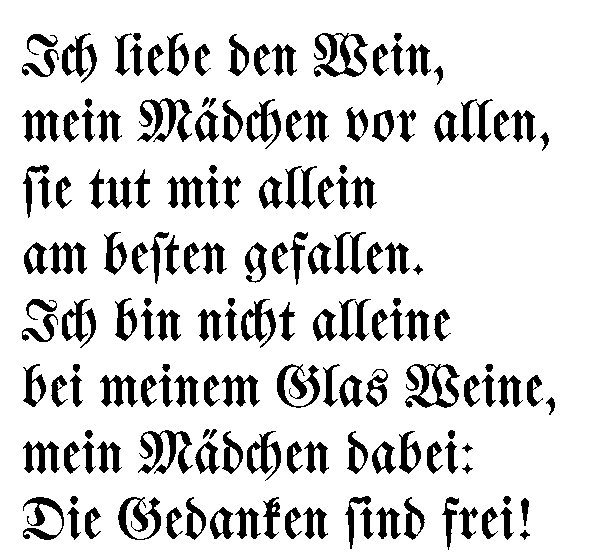 Ich liebe den Wein,
mein Mädchen vor allen,
ſie tut mir allein
am beſten gefallen.
Ich bin nicht alleine
bei meinem Glas Weine,
mein Mädchen dabei:
Die Gedanken ſind frei!